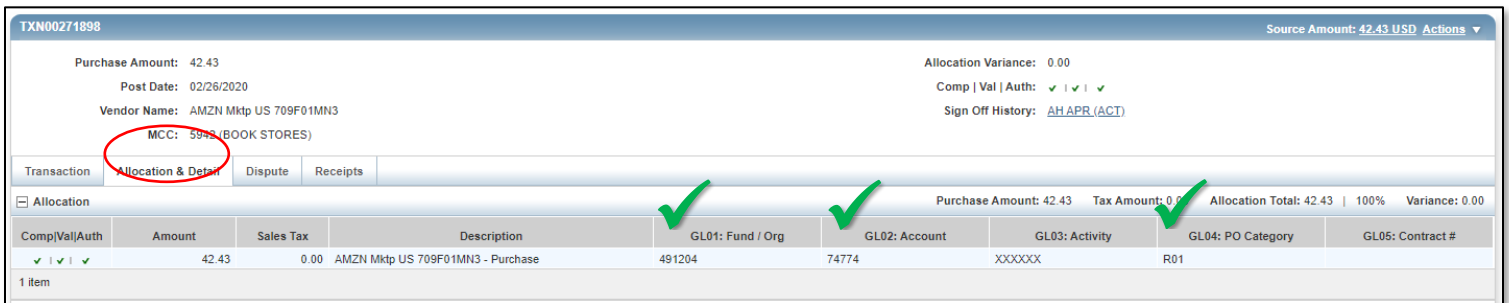 TXN00271898 Source Amount: 42.43 USD Actions ▼
Purchase Amount: 42.43 Allocation Variance: 0.00
Post Date: 02/26/2020 Comp | Val | Auth: ✔ | ✔ | ✔
Vendor Name: AMZN Mktp US 709F01MN3 Sign Off History: AH APR (ACT)
MCC: 5942 (BOOK STORES)
Transaction Allocation & Detail Dispute Receipts
Allocation Purchase Amount: 42.43 Tax Amount: 0.0 Allocation Total: 42.43 | 100% Variance: 0.00
Comp|Val|Auth Amount Sales Tax Description GL01: Fund / Org GL02: Account GL03: Activity GL04: PO Category GL05: Contract #
✔ | ✔ | ✔ 42.43 0.00 AMZN Mktp US 709F01MN3 - Purchase 491204 74774 XXXXXX R01
1 item